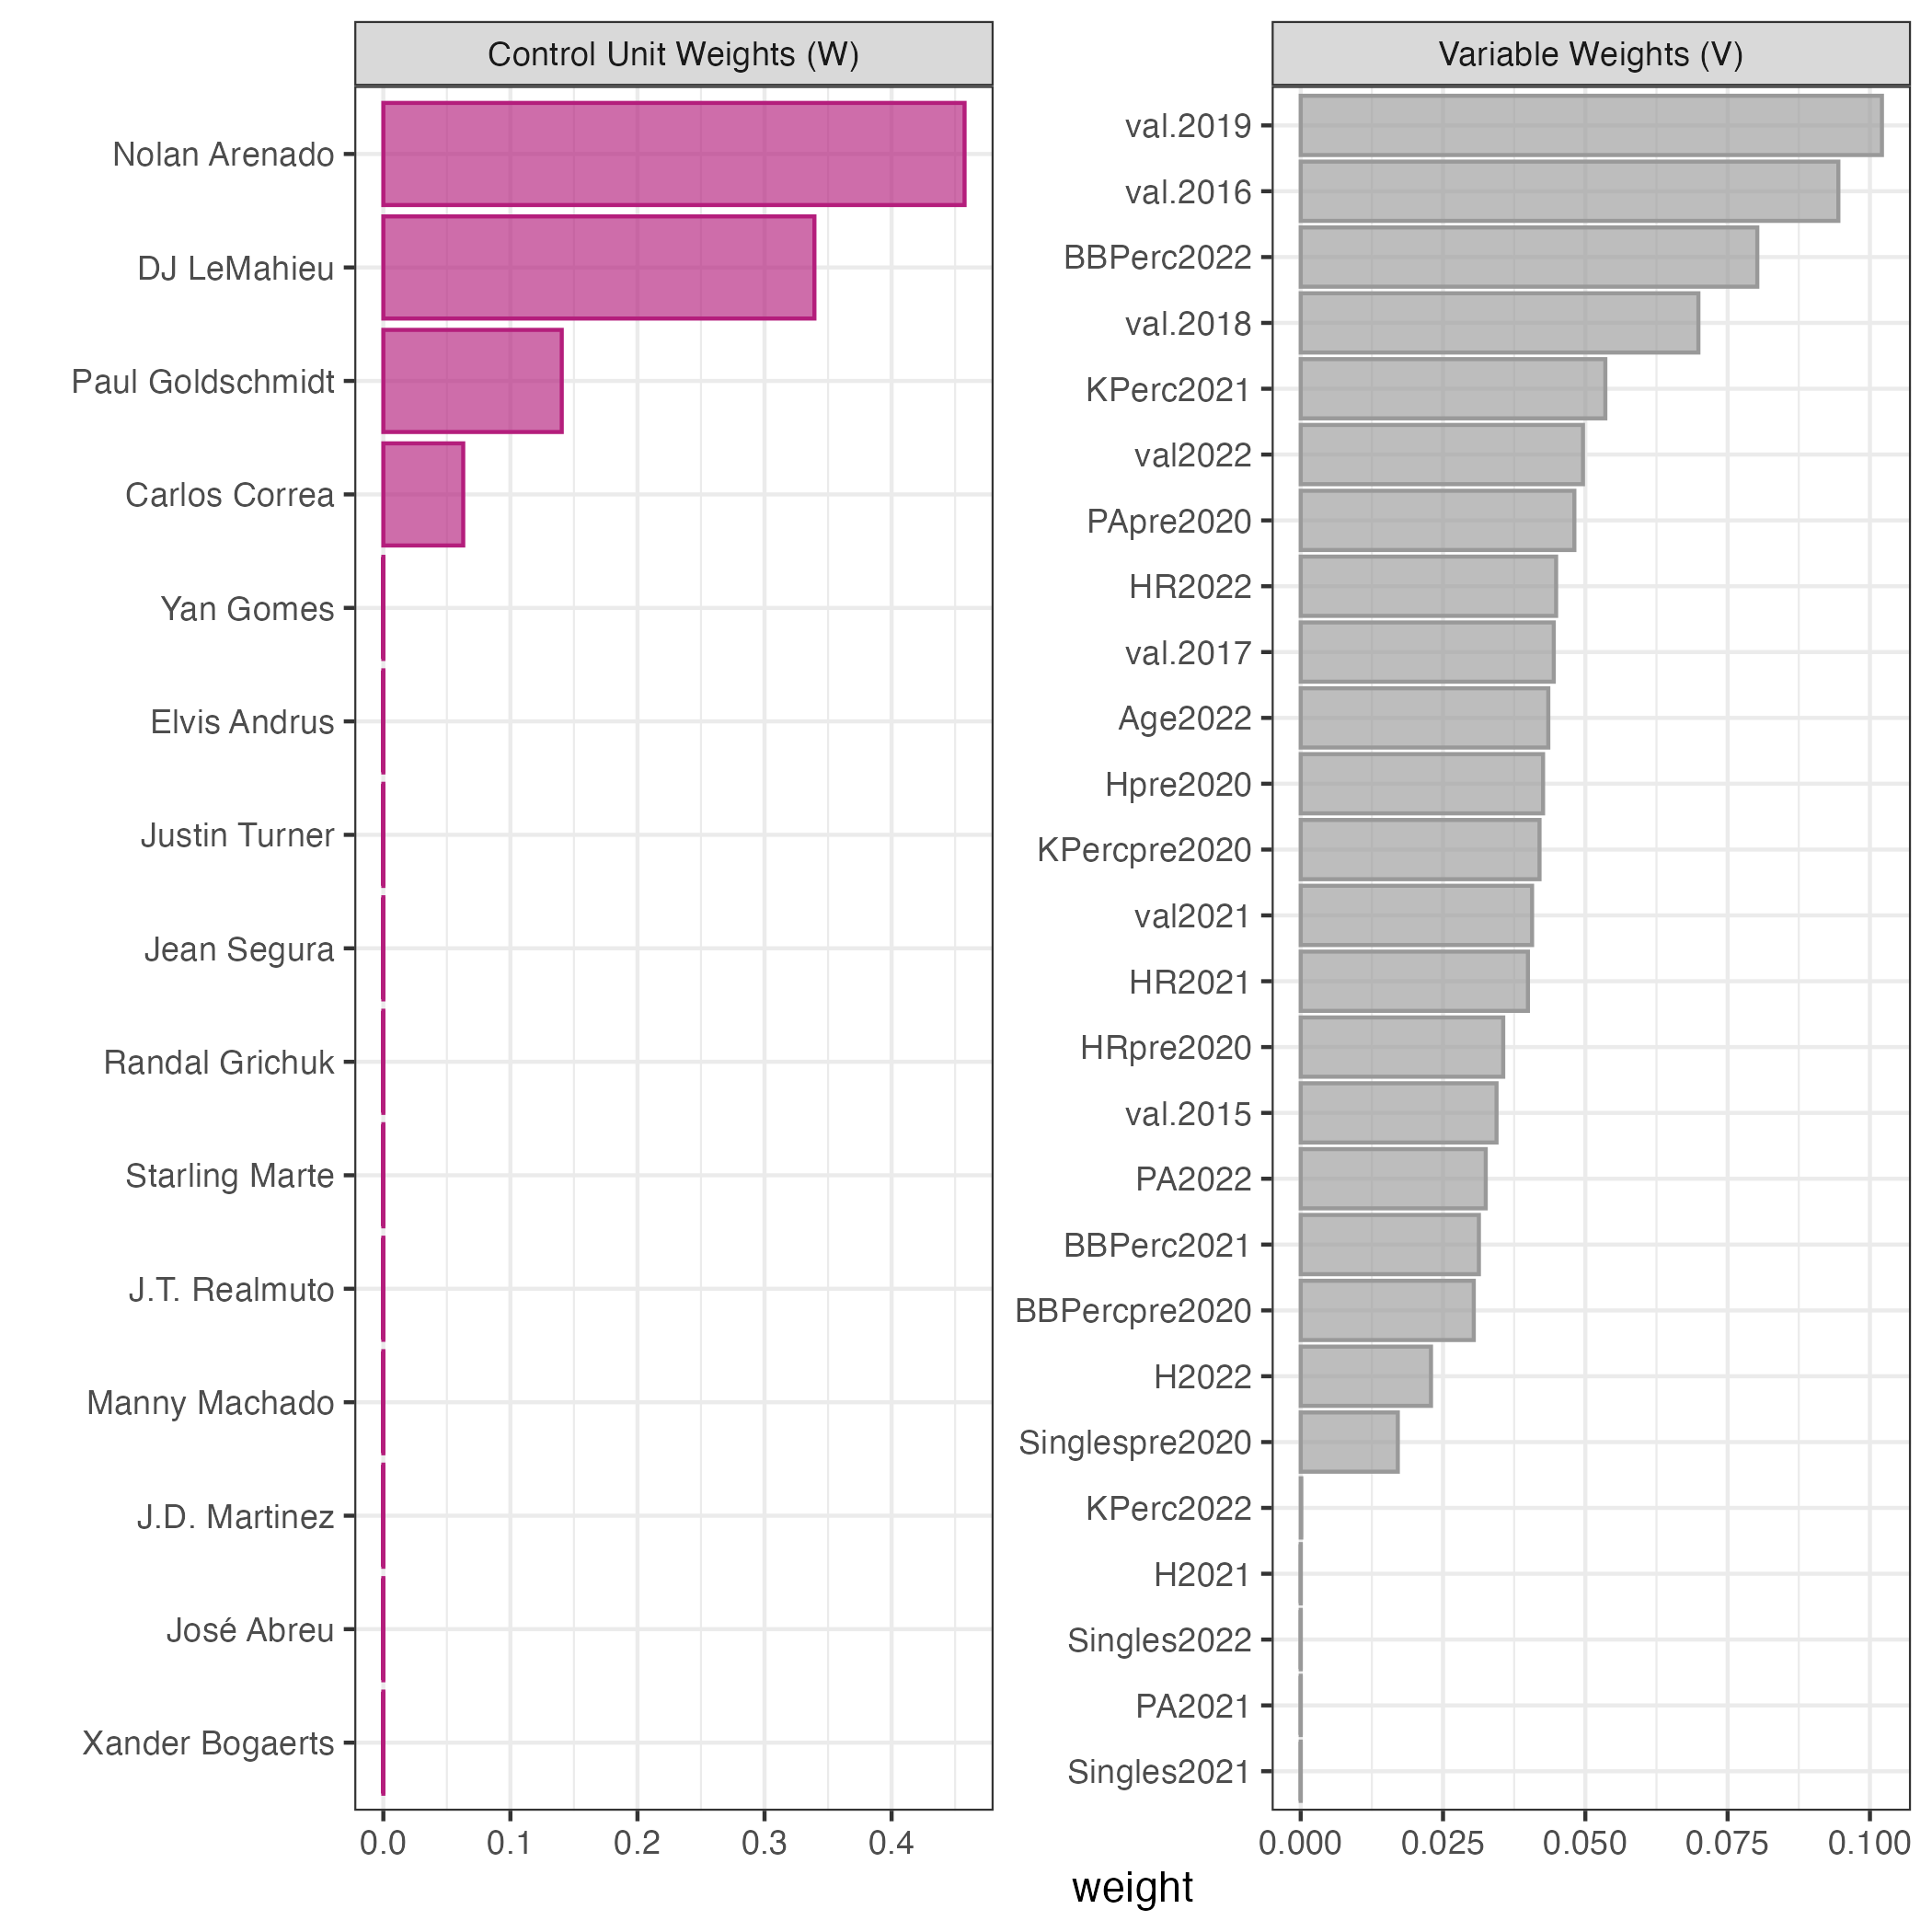 Control Unit Weights (W)
Nolan Arenado
DJ LeMahieu
Paul Goldschmidt
Carlos Correa
Yan Gomes
Elvis Andrus
Justin Turner
Jean Segura
Randal Grichuk
Starling Marte
J.T. Realmuto
Manny Machado
J.D. Martinez
José Abreu
Xander Bogaerts
0.0 0.1 0.2 0.3 0.4
Variable Weights (V)
val.2019
val.2016
BBPerc2022
val.2018
KPerc2021
val2022
PApre2020
HR2022
val.2017
Age2022
Hpre2020
KPercpre2020
val2021
HR2021
HRpre2020
val.2015
PA2022
BBPerc2021
BBPercpre2020
H2022
Singlespre2020
KPerc2022
H2021
Singles2022
PA2021
Singles2021
0.000 0.025 0.050 0.075 0.100
weight